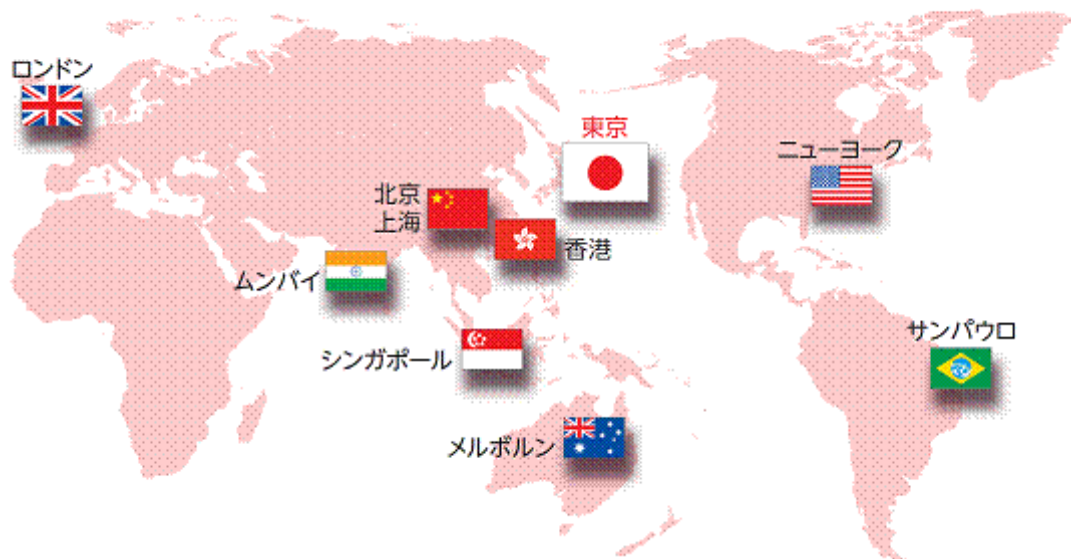 ロンドン
東京
ニューヨーク
北京
上海
香港
ムンバイ
サンパウロ
シンガポール
メルボルン